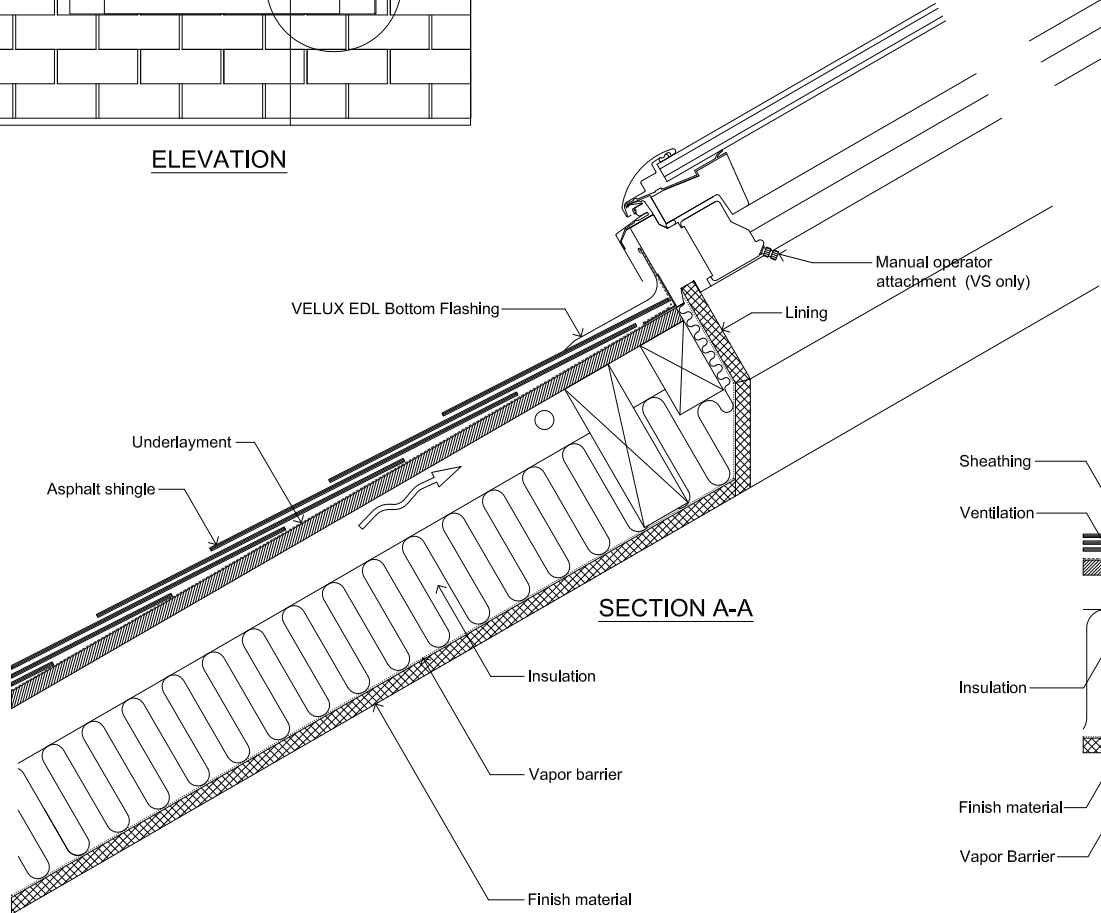 ELEVATION
Manual operator
attachment (VS only)
VELUX EDL Bottom Flashing
Lining
Underlayment
Asphalt shingle
Sheathing
Ventilation
SECTION A-A
Insulation
Insulation
Vapor barrier
Finish material
Vapor Barrier
Finish material